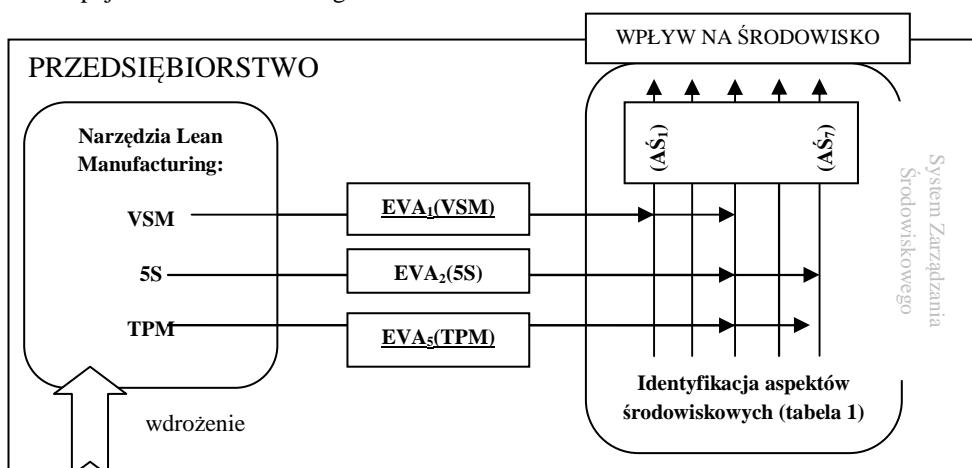 WPŁYW NA ŚRODOWISKO
PRZEDSIĘBIORSTWO
Narzędzia Lean
Manufacturing:
(AŚ₁)
(AŚ₇)
System Zarządzania
Środowiskowego
VSM
EVA₁(VSM)
5S
EVA₂(5S)
TPM
EVA₅(TPM)
Identyfikacja aspektów
środowiskowych (tabela 1)
wdrożenie